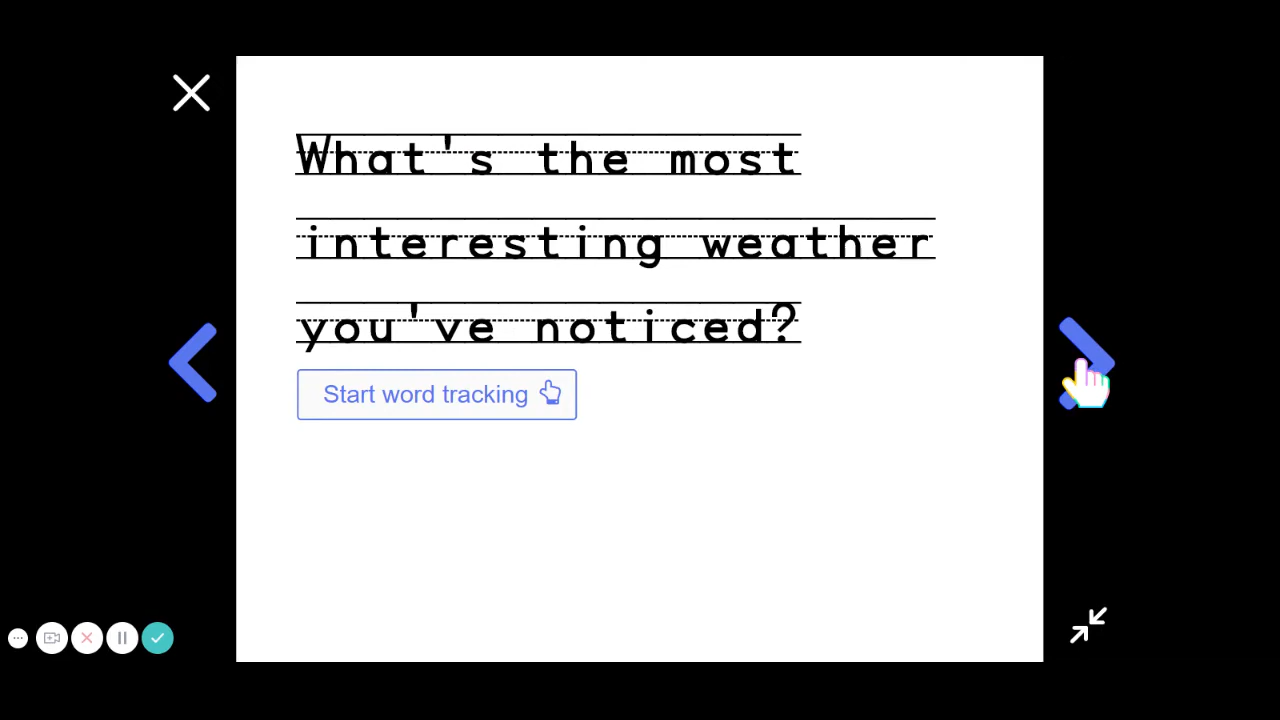 What's the most
interesting weather
you've noticed?
Start word tracking